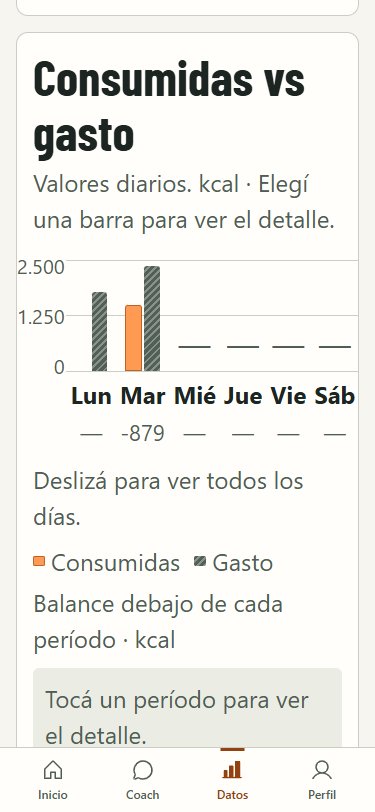 Consumidas vs
gasto
Valores diarios. kcal · Elegí
una barra para ver el detalle.
2.500
1.250
0
Lun Mar Mié Jue Vie Sáb
— -879 — — — —
Deslizá para ver todos los
días.
Consumidas Gasto
Balance debajo de cada
período · kcal
Tocá un período para ver
el detalle.
Inicio Coach Datos Perfil